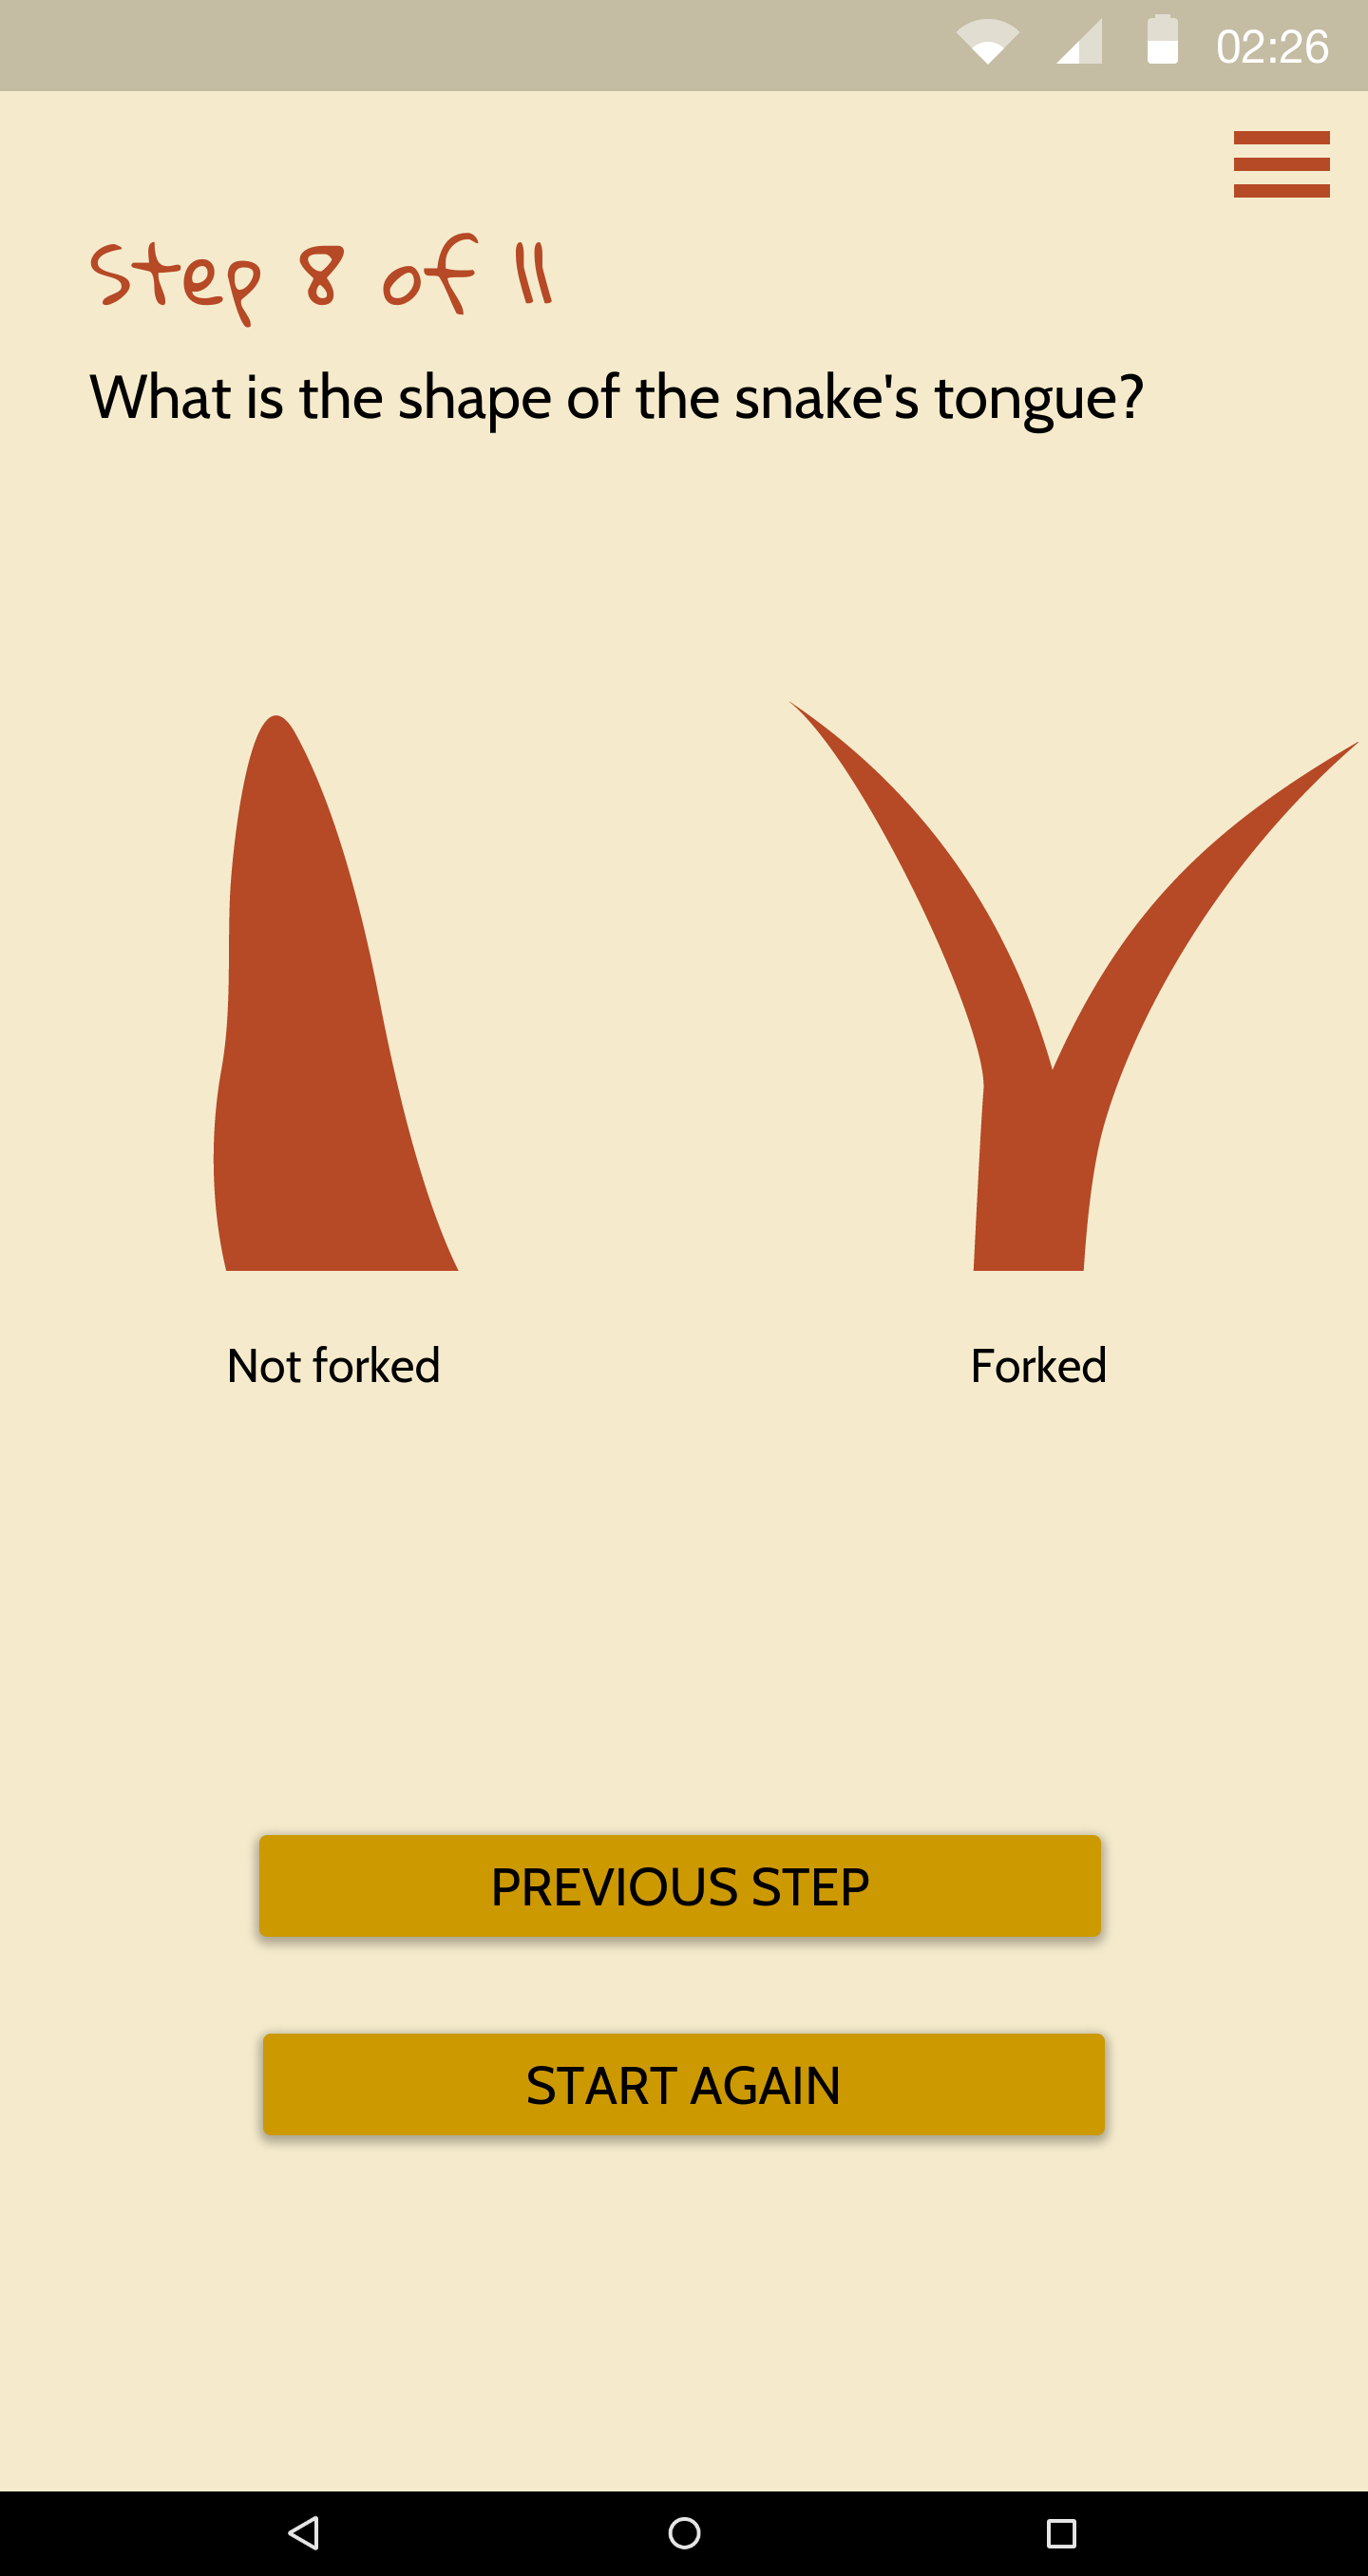 02:26
Step 8 of 11
What is the shape of the snake's tongue?
Not forked
Forked
PREVIOUS STEP
START AGAIN